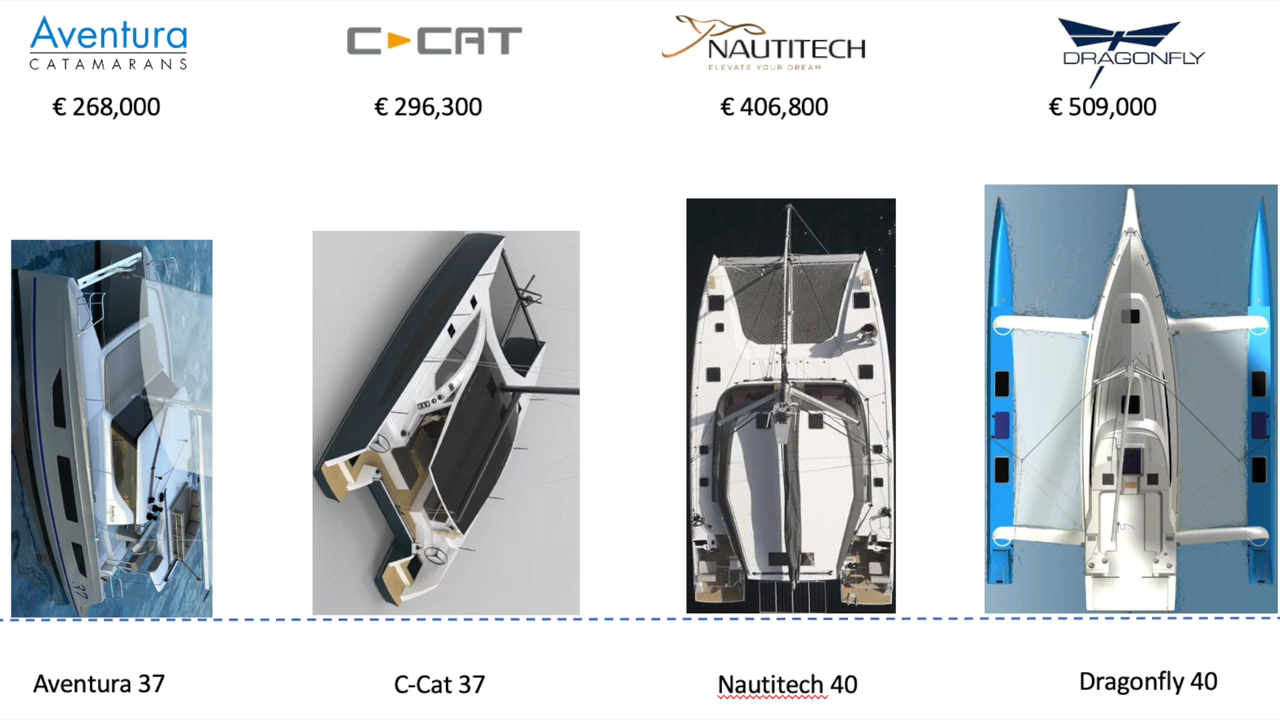 Aventura
CATAMARANS
C CAT
NAUTITECH
ELEVATE YOUR DREAM
DRAGONFLY
€ 268,000
€ 296,300
€ 406,800
€ 509,000
37
Aventura 37
C-Cat 37
Nautitech 40
Dragonfly 40